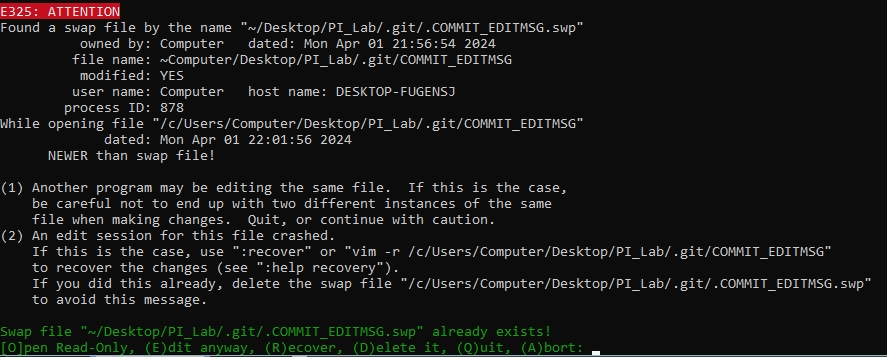 E325: ATTENTION
Found a swap file by the name "~/Desktop/PI_Lab/.git/.COMMIT_EDITMSG.swp"
owned by: Computer   dated: Mon Apr 01 21:56:54 2024
file name: ~Computer/Desktop/PI_Lab/.git/COMMIT_EDITMSG
modified: YES
user name: Computer   host name: DESKTOP-FUGENSJ
process ID: 878
While opening file "/c/Users/Computer/Desktop/PI_Lab/.git/COMMIT_EDITMSG"
dated: Mon Apr 01 22:01:56 2024
NEWER than swap file!
(1) Another program may be editing the same file.  If this is the case,
be careful not to end up with two different instances of the same
file when making changes.  Quit, or continue with caution.
(2) An edit session for this file crashed.
If this is the case, use ":recover" or "vim -r /c/Users/Computer/Desktop/PI_Lab/.git/COMMIT_EDITMSG"
to recover the changes (see ":help recovery").
If you did this already, delete the swap file "/c/Users/Computer/Desktop/PI_Lab/.git/.COMMIT_EDITMSG.swp"
to avoid this message.
Swap file "~/Desktop/PI_Lab/.git/.COMMIT_EDITMSG.swp" already exists!
[O]pen Read-Only, (E)dit anyway, (R)ecover, (D)elete it, (Q)uit, (A)bort: